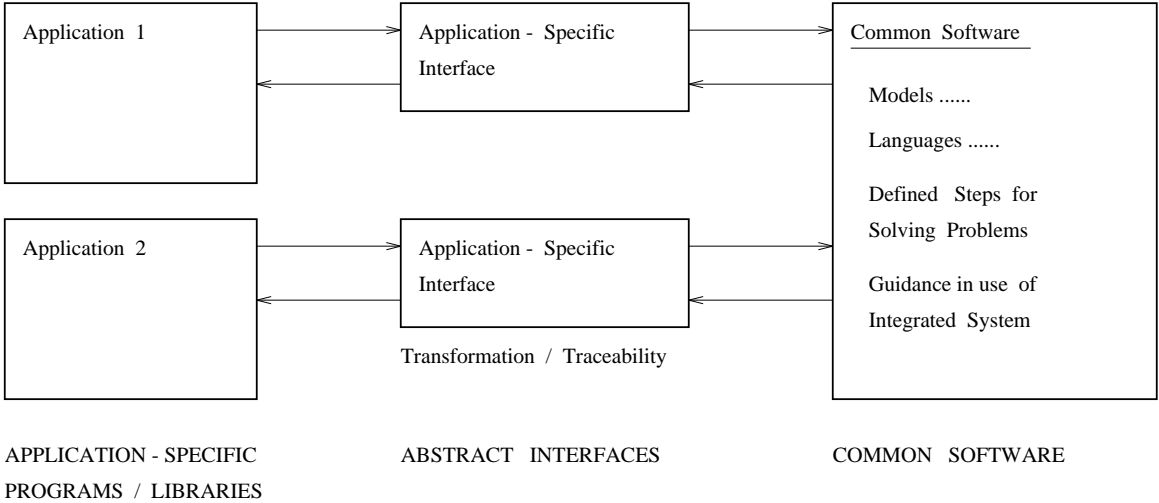 Application 1
Application - Specific
Interface
Common Software
Models ......
Languages ......
Defined Steps for
Solving Problems
Guidance in use of
Integrated System
Application 2
Application - Specific
Interface
Transformation / Traceability
APPLICATION - SPECIFIC
PROGRAMS / LIBRARIES
ABSTRACT INTERFACES
COMMON SOFTWARE